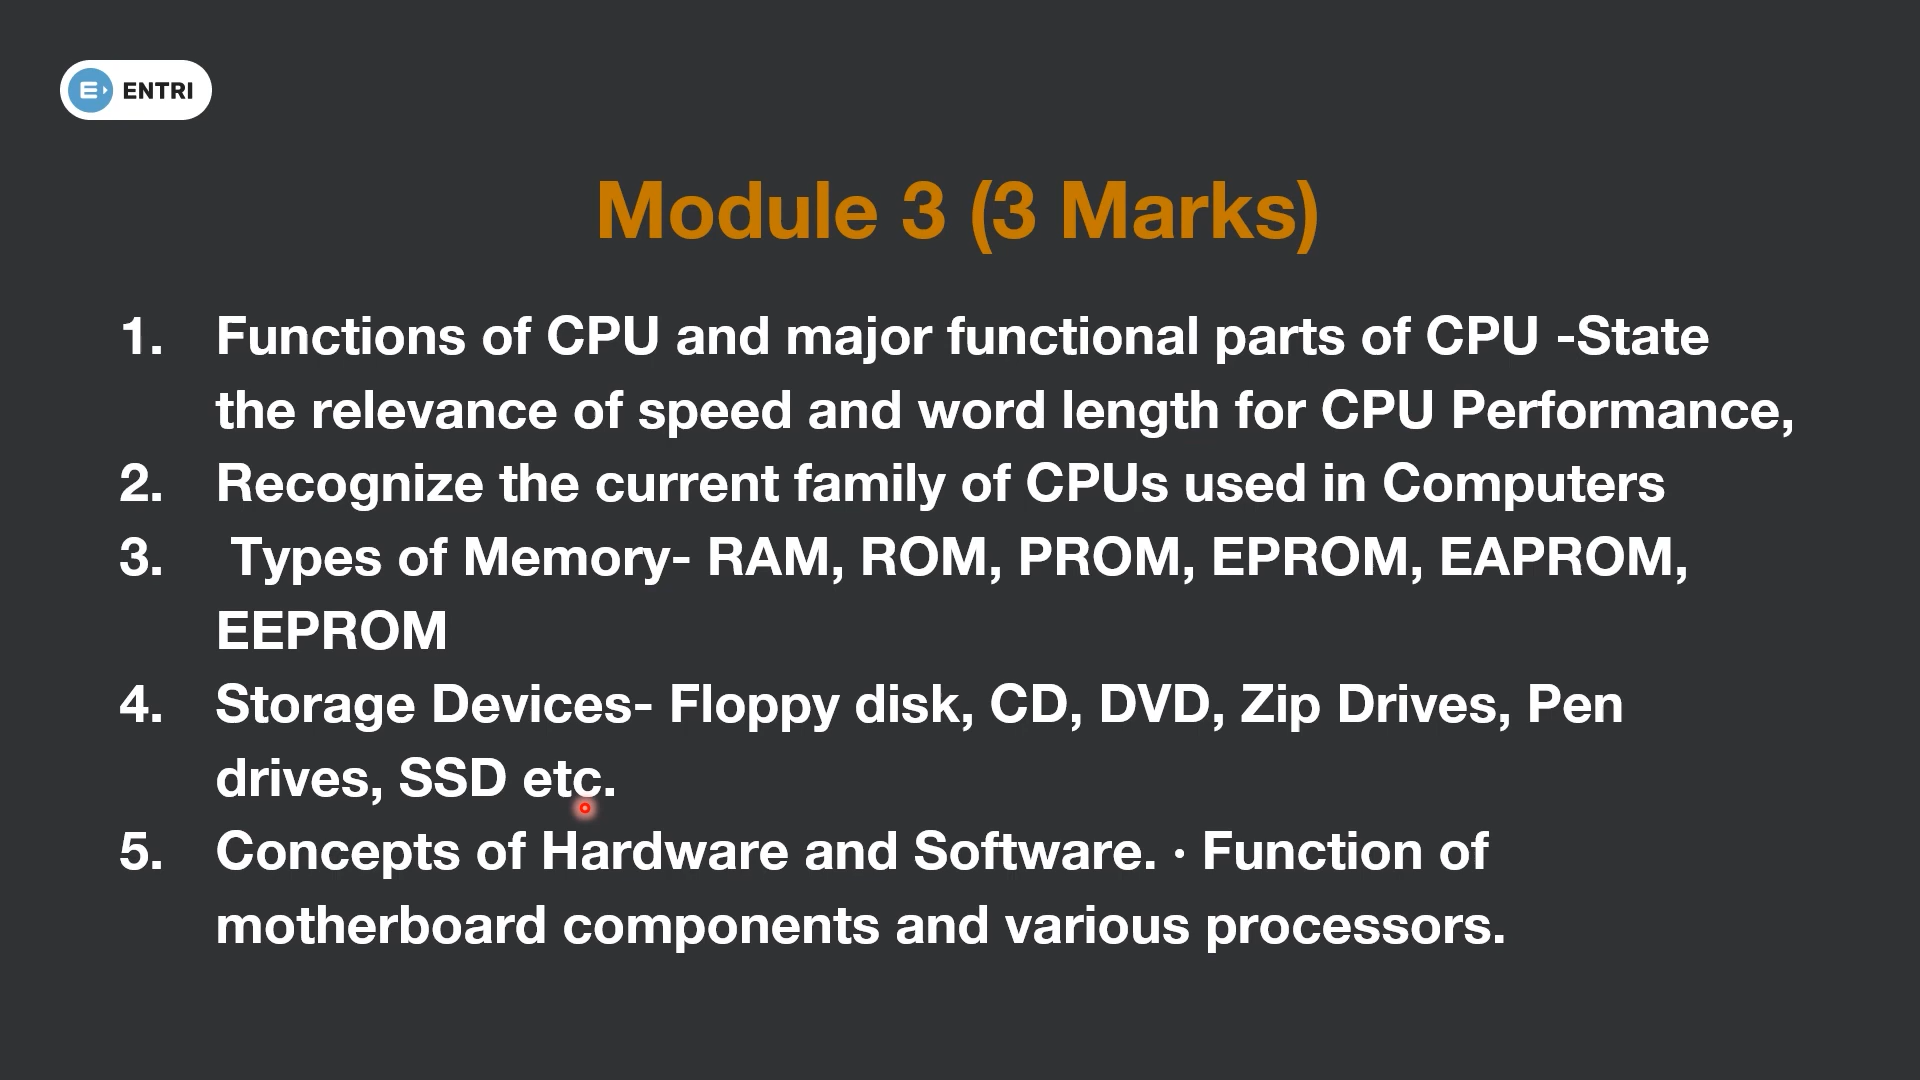 ENTRI
Module 3 (3 Marks)
1. Functions of CPU and major functional parts of CPU -State
the relevance of speed and word length for CPU Performance,
2. Recognize the current family of CPUs used in Computers
3. Types of Memory- RAM, ROM, PROM, EPROM, EAPROM,
EEPROM
4. Storage Devices- Floppy disk, CD, DVD, Zip Drives, Pen
drives, SSD etc.
5. Concepts of Hardware and Software. · Function of
motherboard components and various processors.